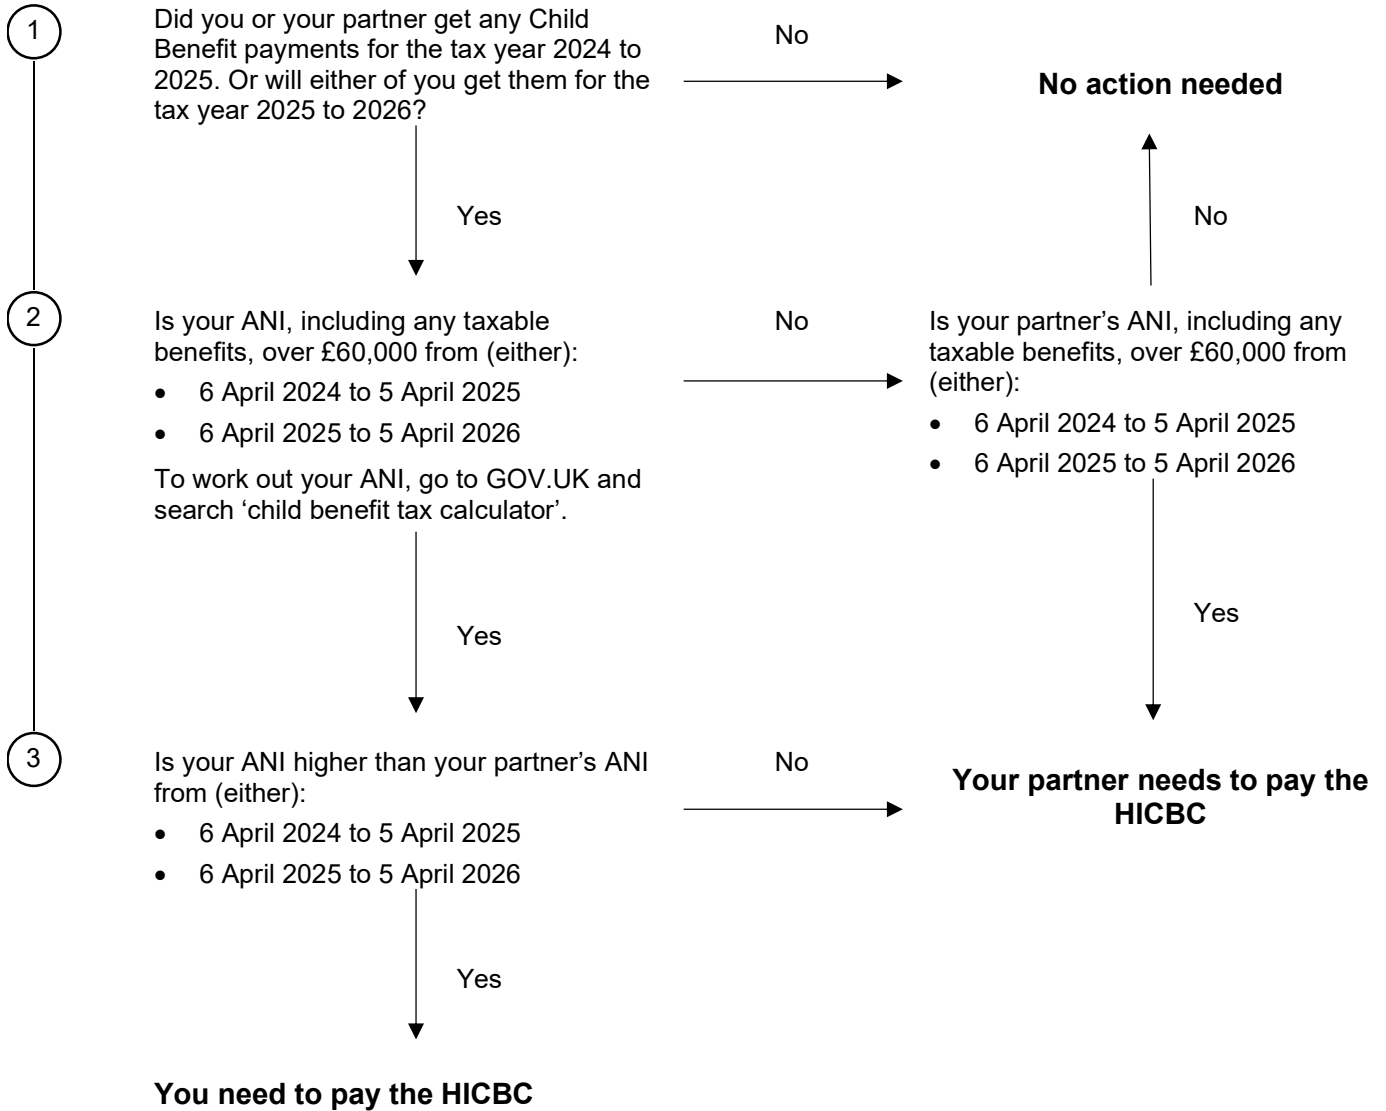 1
Did you or your partner get any Child
Benefit payments for the tax year 2024 to
2025. Or will either of you get them for the
tax year 2025 to 2026?
No
No action needed
Yes
No
2
Is your ANI, including any taxable
benefits, over £60,000 from (either):
• 6 April 2024 to 5 April 2025
• 6 April 2025 to 5 April 2026
To work out your ANI, go to GOV.UK and
search ‘child benefit tax calculator’.
No
Is your partner’s ANI, including any
taxable benefits, over £60,000 from
(either):
• 6 April 2024 to 5 April 2025
• 6 April 2025 to 5 April 2026
Yes
Yes
3
Is your ANI higher than your partner’s ANI
from (either):
• 6 April 2024 to 5 April 2025
• 6 April 2025 to 5 April 2026
No
Your partner needs to pay the
HICBC
Yes
You need to pay the HICBC